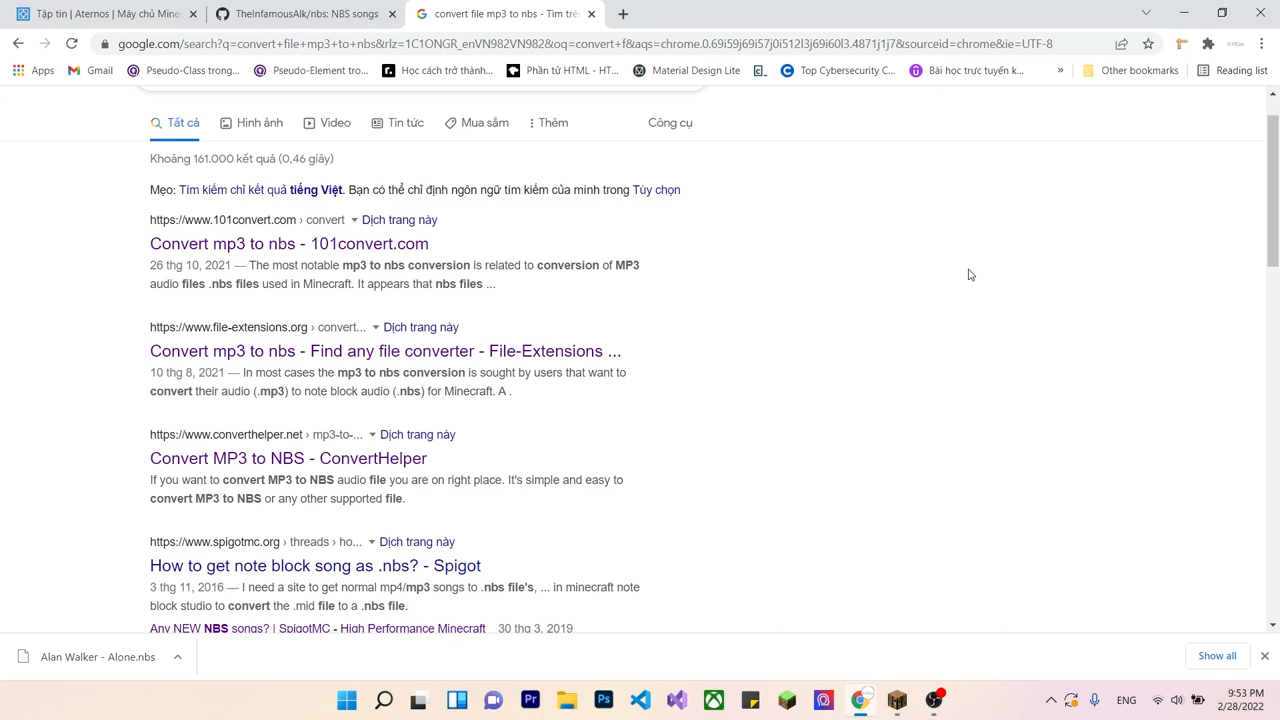 Tập tin | Aternos | Máy chủ Mine
TheInfamousAlk/nbs: NBS songs
convert file mp3 to nbs - Tìm trê
google.com/search?q=convert+file+mp3+to+nbs&rlz=1C1ONGR_enVN982VN982&oq=convert+f&aqs=chrome.0.69i59j69i57j0i512l3j69i60l3.4871j1j7&sourceid=chrome&ie=UTF-8
Apps
Gmail
Pseudo-Class trong...
Pseudo-Element tro...
Học cách trở thành...
Phần tử HTML - HT...
Material Design Lite
Top Cybersecurity C...
Bài học trực tuyến k...
»
Other bookmarks
Reading list
Tất cả
Hình ảnh
Video
Tin tức
Mua sắm
Thêm
Công cụ
Khoảng 161.000 kết quả (0,46 giây)
Mẹo: Tìm kiếm chỉ kết quả tiếng Việt. Bạn có thể chỉ định ngôn ngữ tìm kiếm của mình trong Tùy chọn
https://www.101convert.com › convert Dịch trang này
Convert mp3 to nbs - 101convert.com
26 thg 10, 2021 — The most notable mp3 to nbs conversion is related to conversion of MP3
audio files .nbs files used in Minecraft. It appears that nbs files ...
https://www.file-extensions.org › convert... Dịch trang này
Convert mp3 to nbs - Find any file converter - File-Extensions ...
10 thg 8, 2021 — In most cases the mp3 to nbs conversion is sought by users that want to
convert their audio (.mp3) to note block audio (.nbs) for Minecraft. A .
https://www.converthelper.net › mp3-to-... Dịch trang này
Convert MP3 to NBS - ConvertHelper
If you want to convert MP3 to NBS audio file you are on right place. It's simple and easy to
convert MP3 to NBS or any other supported file.
https://www.spigotmc.org › threads › ho... Dịch trang này
How to get note block song as .nbs? - Spigot
3 thg 11, 2016 — I need a site to get normal mp4/mp3 songs to .nbs file's, ... in minecraft note
block studio to convert the .mid file to a .nbs file.
Any NEW NBS songs? | SpigotMC - High Performance Minecraft 30 thg 3, 2019
Alan Walker - Alone.nbs
Show all
Pr
Ps
ENG
9:53 PM
2/28/2022